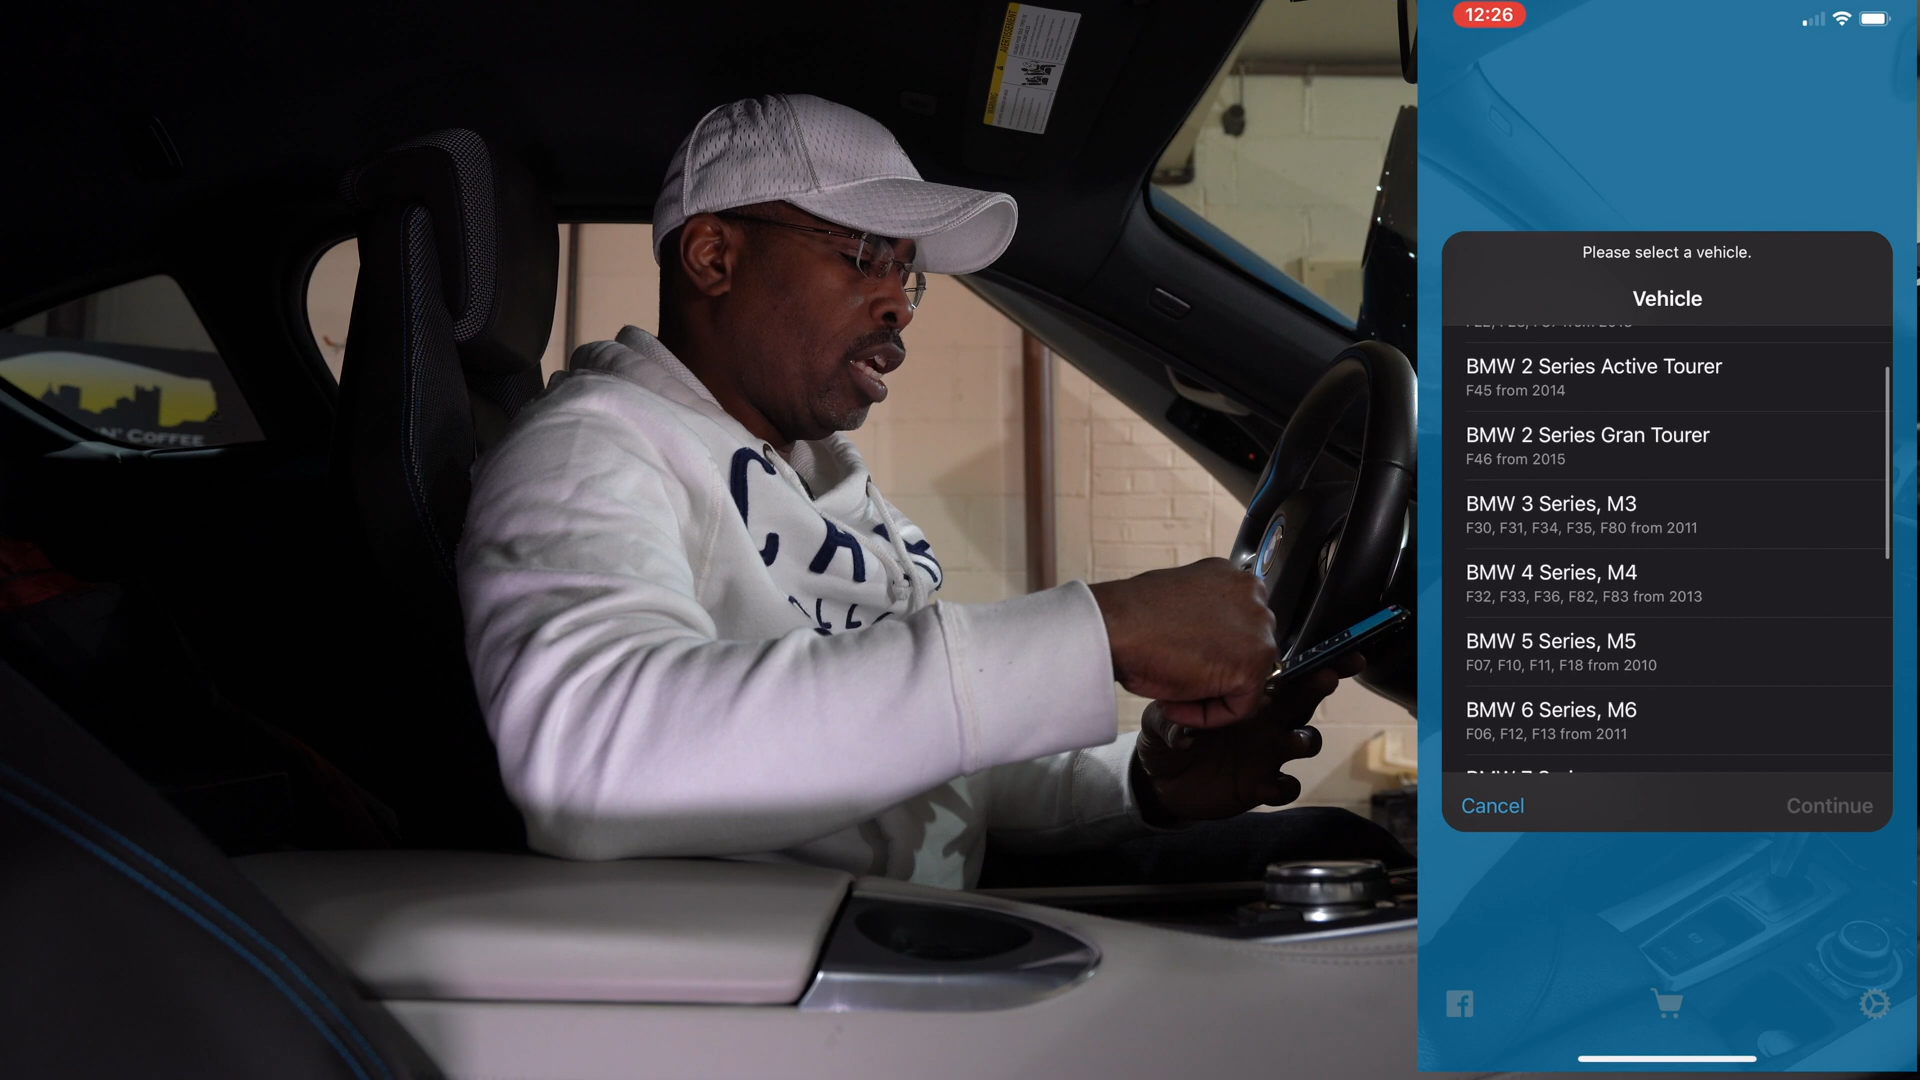 AVERTISSEMENT
WARNING
N' COFFEE
CAR
12:26
Please select a vehicle.
Vehicle
BMW 2 Series Active Tourer
F45 from 2014
BMW 2 Series Gran Tourer
F46 from 2015
BMW 3 Series, M3
F30, F31, F34, F35, F80 from 2011
BMW 4 Series, M4
F32, F33, F36, F82, F83 from 2013
BMW 5 Series, M5
F07, F10, F11, F18 from 2010
BMW 6 Series, M6
F06, F12, F13 from 2011
Cancel
Continue